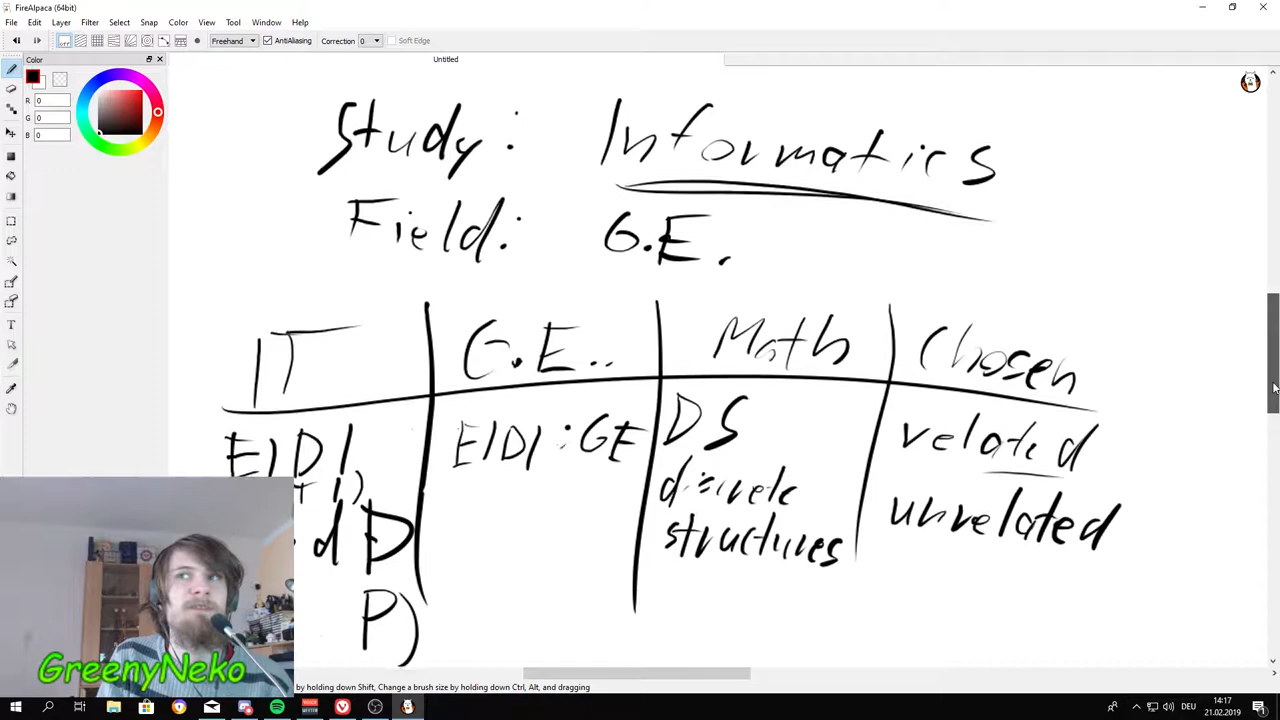 FireAlpaca (64bit)
File Edit Layer Filter Select Snap Color View Tool Window Help
off Freehand AntiAliasing Correction 0 Soft Edge
Color
Untitled
R 0
G 0
B 0
Study: Informatics
Field: G.E.
IT G.E.. Math Chosen
EIDI EIDI:GE DS related
+ 1) discrete unrelated
d D structures
P)
GreenyNeko
by holding down Shift, Change a brush size by holding down Ctrl, Alt, and dragging
DEU 14:17
21.02.2019